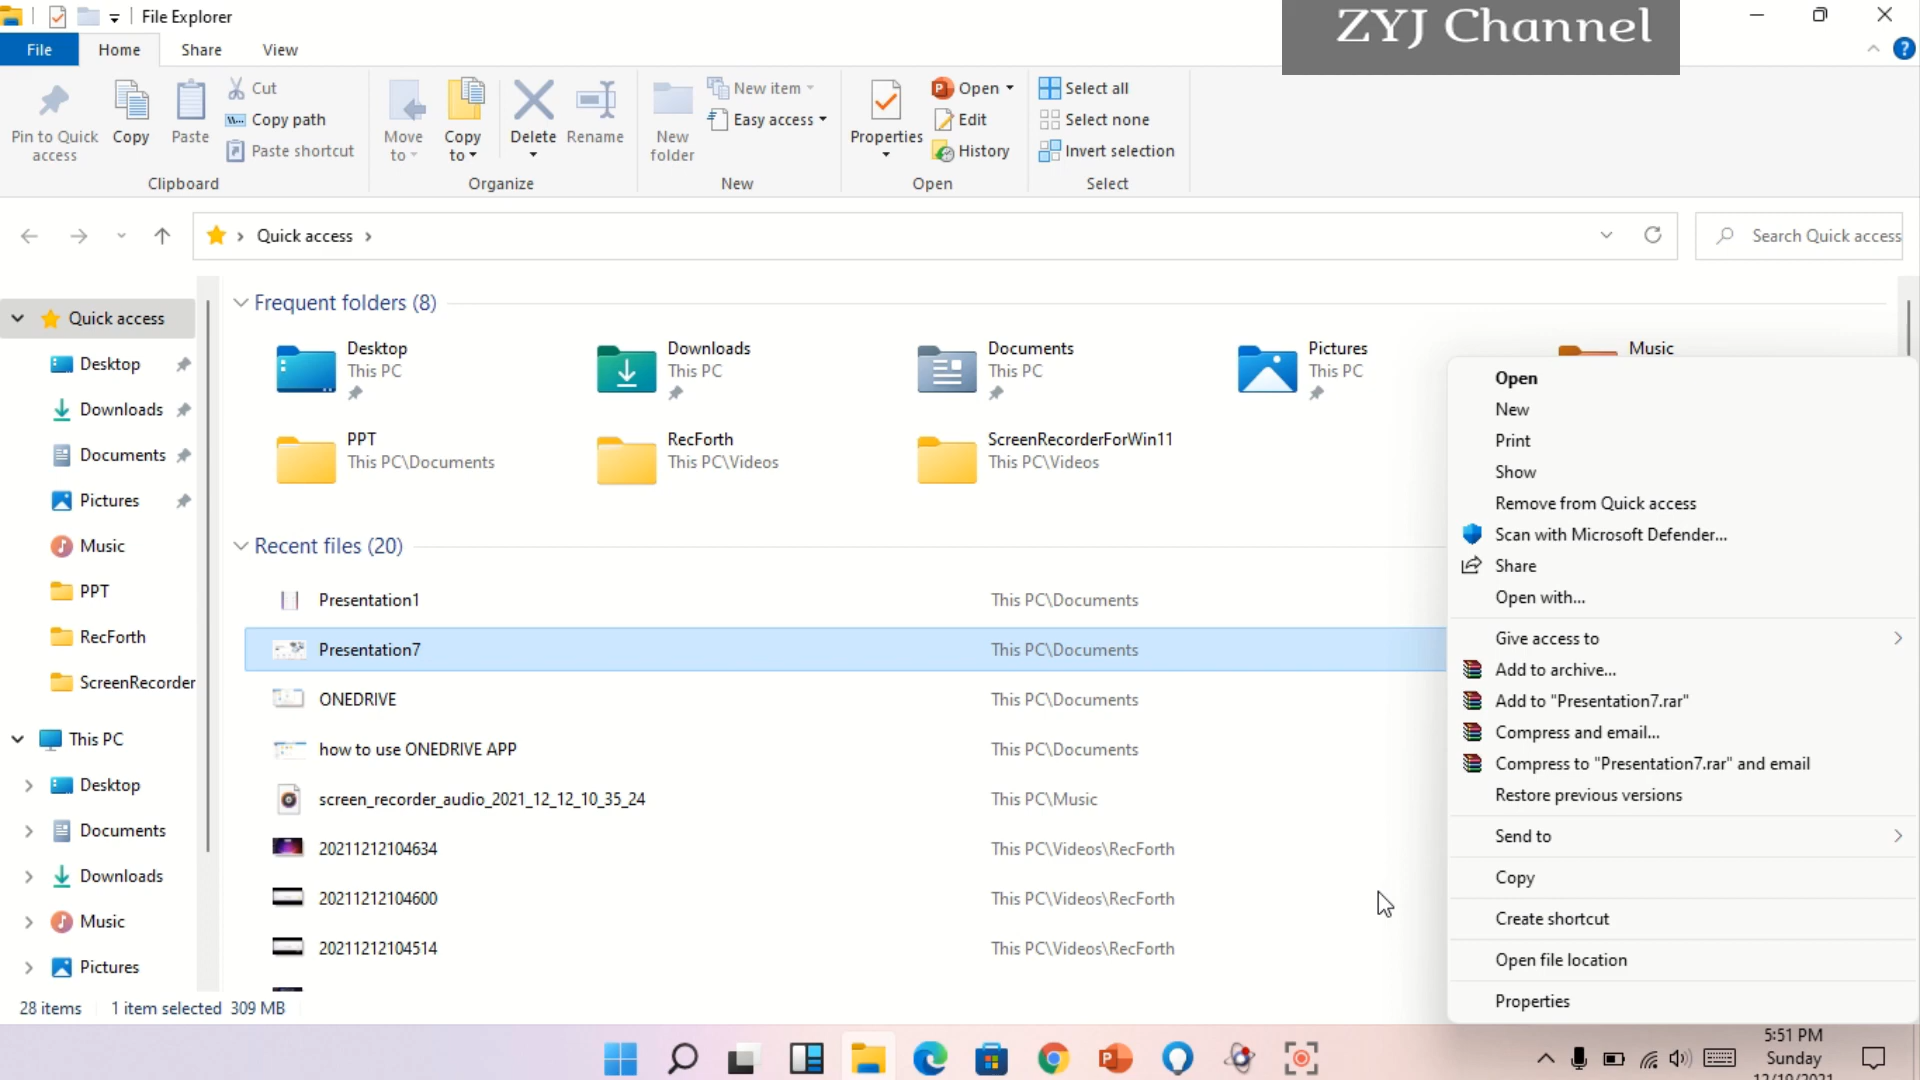 File Explorer
ZYJ Channel
File
Home
Share
View
Pin to Quick
access
Copy
Paste
Cut
Copy path
Paste shortcut
Clipboard
Move
to
Copy
to
Delete
Rename
Organize
New
folder
New item
Easy access
New
Properties
Open
Edit
History
Open
Select all
Select none
Invert selection
Select
Quick access
Search Quick access
Quick access
Desktop
Downloads
Documents
Pictures
Music
PPT
RecForth
ScreenRecorder
This PC
Desktop
Documents
Downloads
Music
Pictures
Frequent folders (8)
Desktop
This PC
Downloads
This PC
Documents
This PC
Pictures
This PC
Music
PPT
This PC\Documents
RecForth
This PC\Videos
ScreenRecorderForWin11
This PC\Videos
Recent files (20)
Presentation1 This PC\Documents
Presentation7 This PC\Documents
ONEDRIVE This PC\Documents
how to use ONEDRIVE APP This PC\Documents
screen_recorder_audio_2021_12_12_10_35_24 This PC\Music
20211212104634 This PC\Videos\RecForth
20211212104600 This PC\Videos\RecForth
20211212104514 This PC\Videos\RecForth
Open
New
Print
Show
Remove from Quick access
Scan with Microsoft Defender...
Share
Open with...
Give access to
Add to archive...
Add to "Presentation7.rar"
Compress and email...
Compress to "Presentation7.rar" and email
Restore previous versions
Send to
Copy
Create shortcut
Open file location
Properties
28 items 1 item selected 309 MB
5:51 PM
Sunday